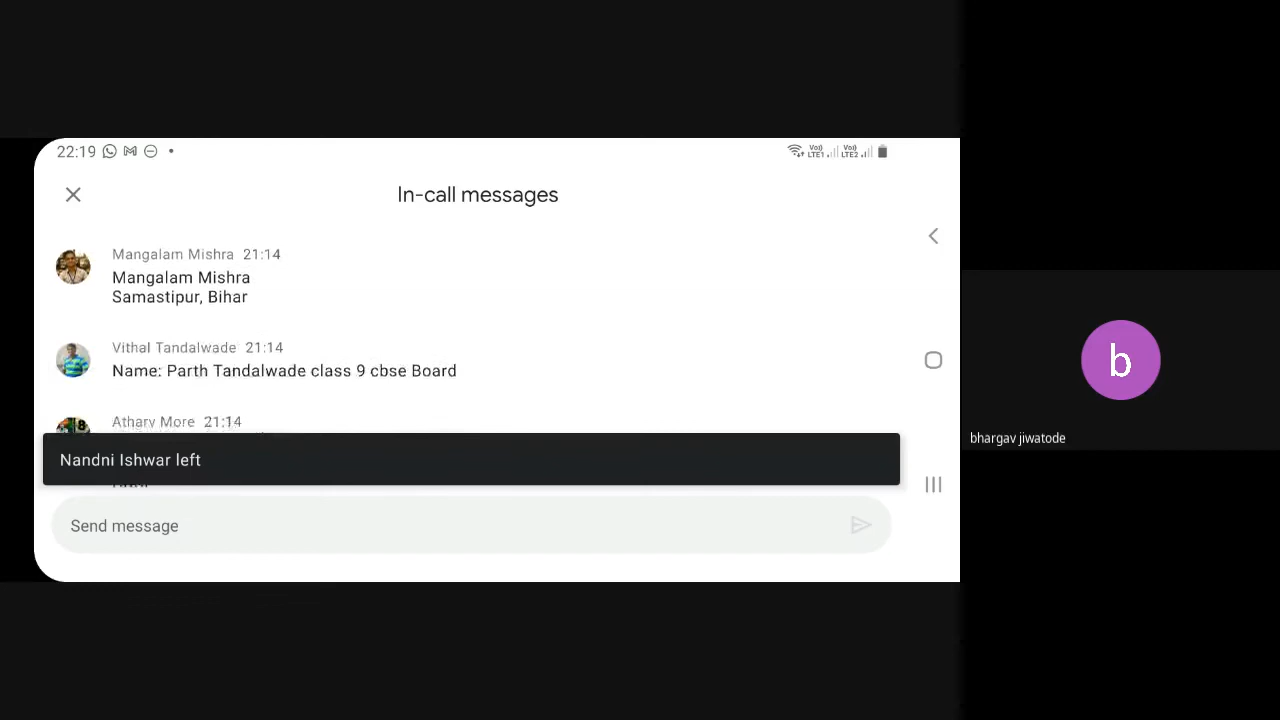 22:19
In-call messages
Mangalam Mishra 21:14
Mangalam Mishra
Samastipur, Bihar
Vithal Tandalwade 21:14
Name: Parth Tandalwade class 9 cbse Board
Atharv More 21:14
Nandni Ishwar left
Send message
b
bhargav jiwatode